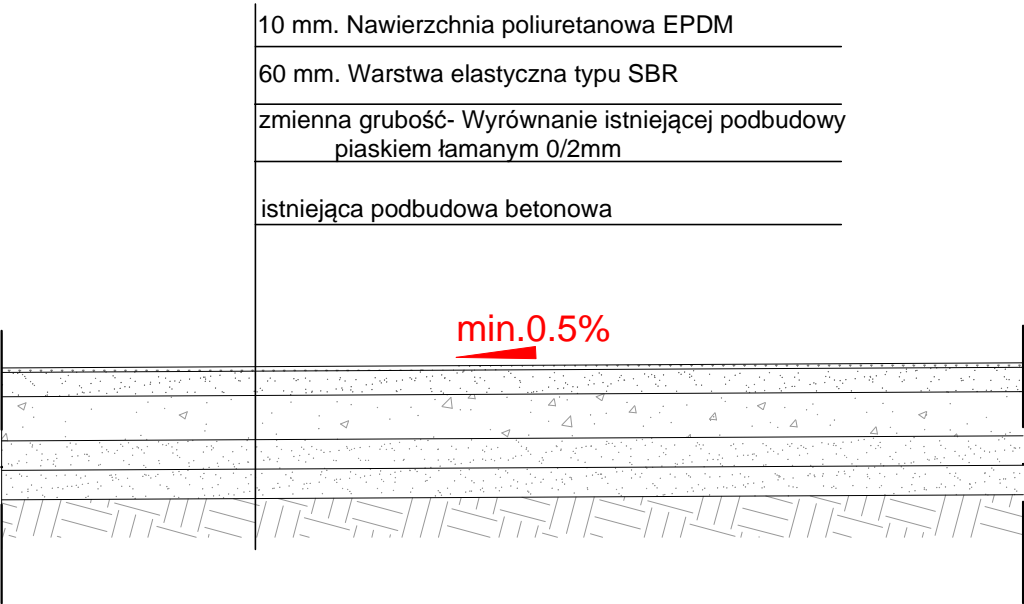 10 mm. Nawierzchnia poliuretanowa EPDM
60 mm. Warstwa elastyczna typu SBR
zmienna grubość- Wyrównanie istniejącej podbudowy
piaskiem łamanym 0/2mm
istniejąca podbudowa betonowa
min.0.5%